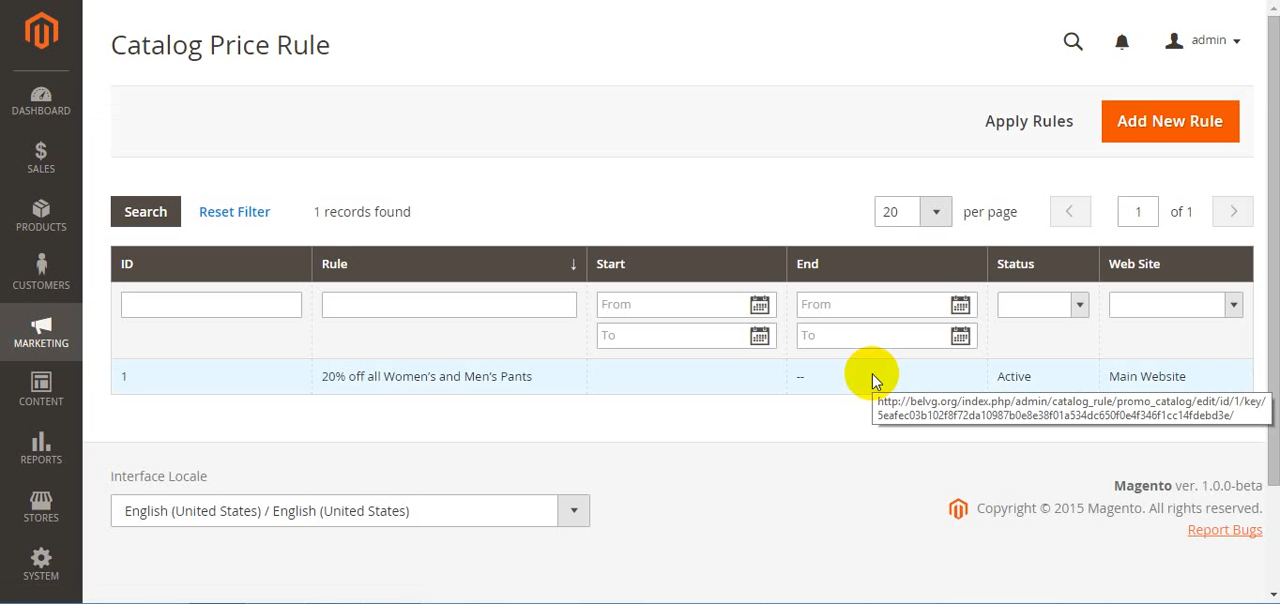 Catalog Price Rule
admin
DASHBOARD
SALES
PRODUCTS
CUSTOMERS
MARKETING
CONTENT
REPORTS
STORES
SYSTEM
Apply Rules
Add New Rule
Search
Reset Filter
1 records found
20
per page
1
of 1
ID
Rule
↓
Start
End
Status
Web Site
From
From
To
To
1
20% off all Women's and Men's Pants
--
Active
Main Website
http://belvg.org/index.php/admin/catalog_rule/promo_catalog/edit/id/1/key/
5eafec03b102f8f72da10987b0e8e38f01a534dc650f0e4f346f1cc14fdebd3e/
Interface Locale
English (United States) / English (United States)
Magento ver. 1.0.0-beta
Copyright © 2015 Magento. All rights reserved.
Report Bugs